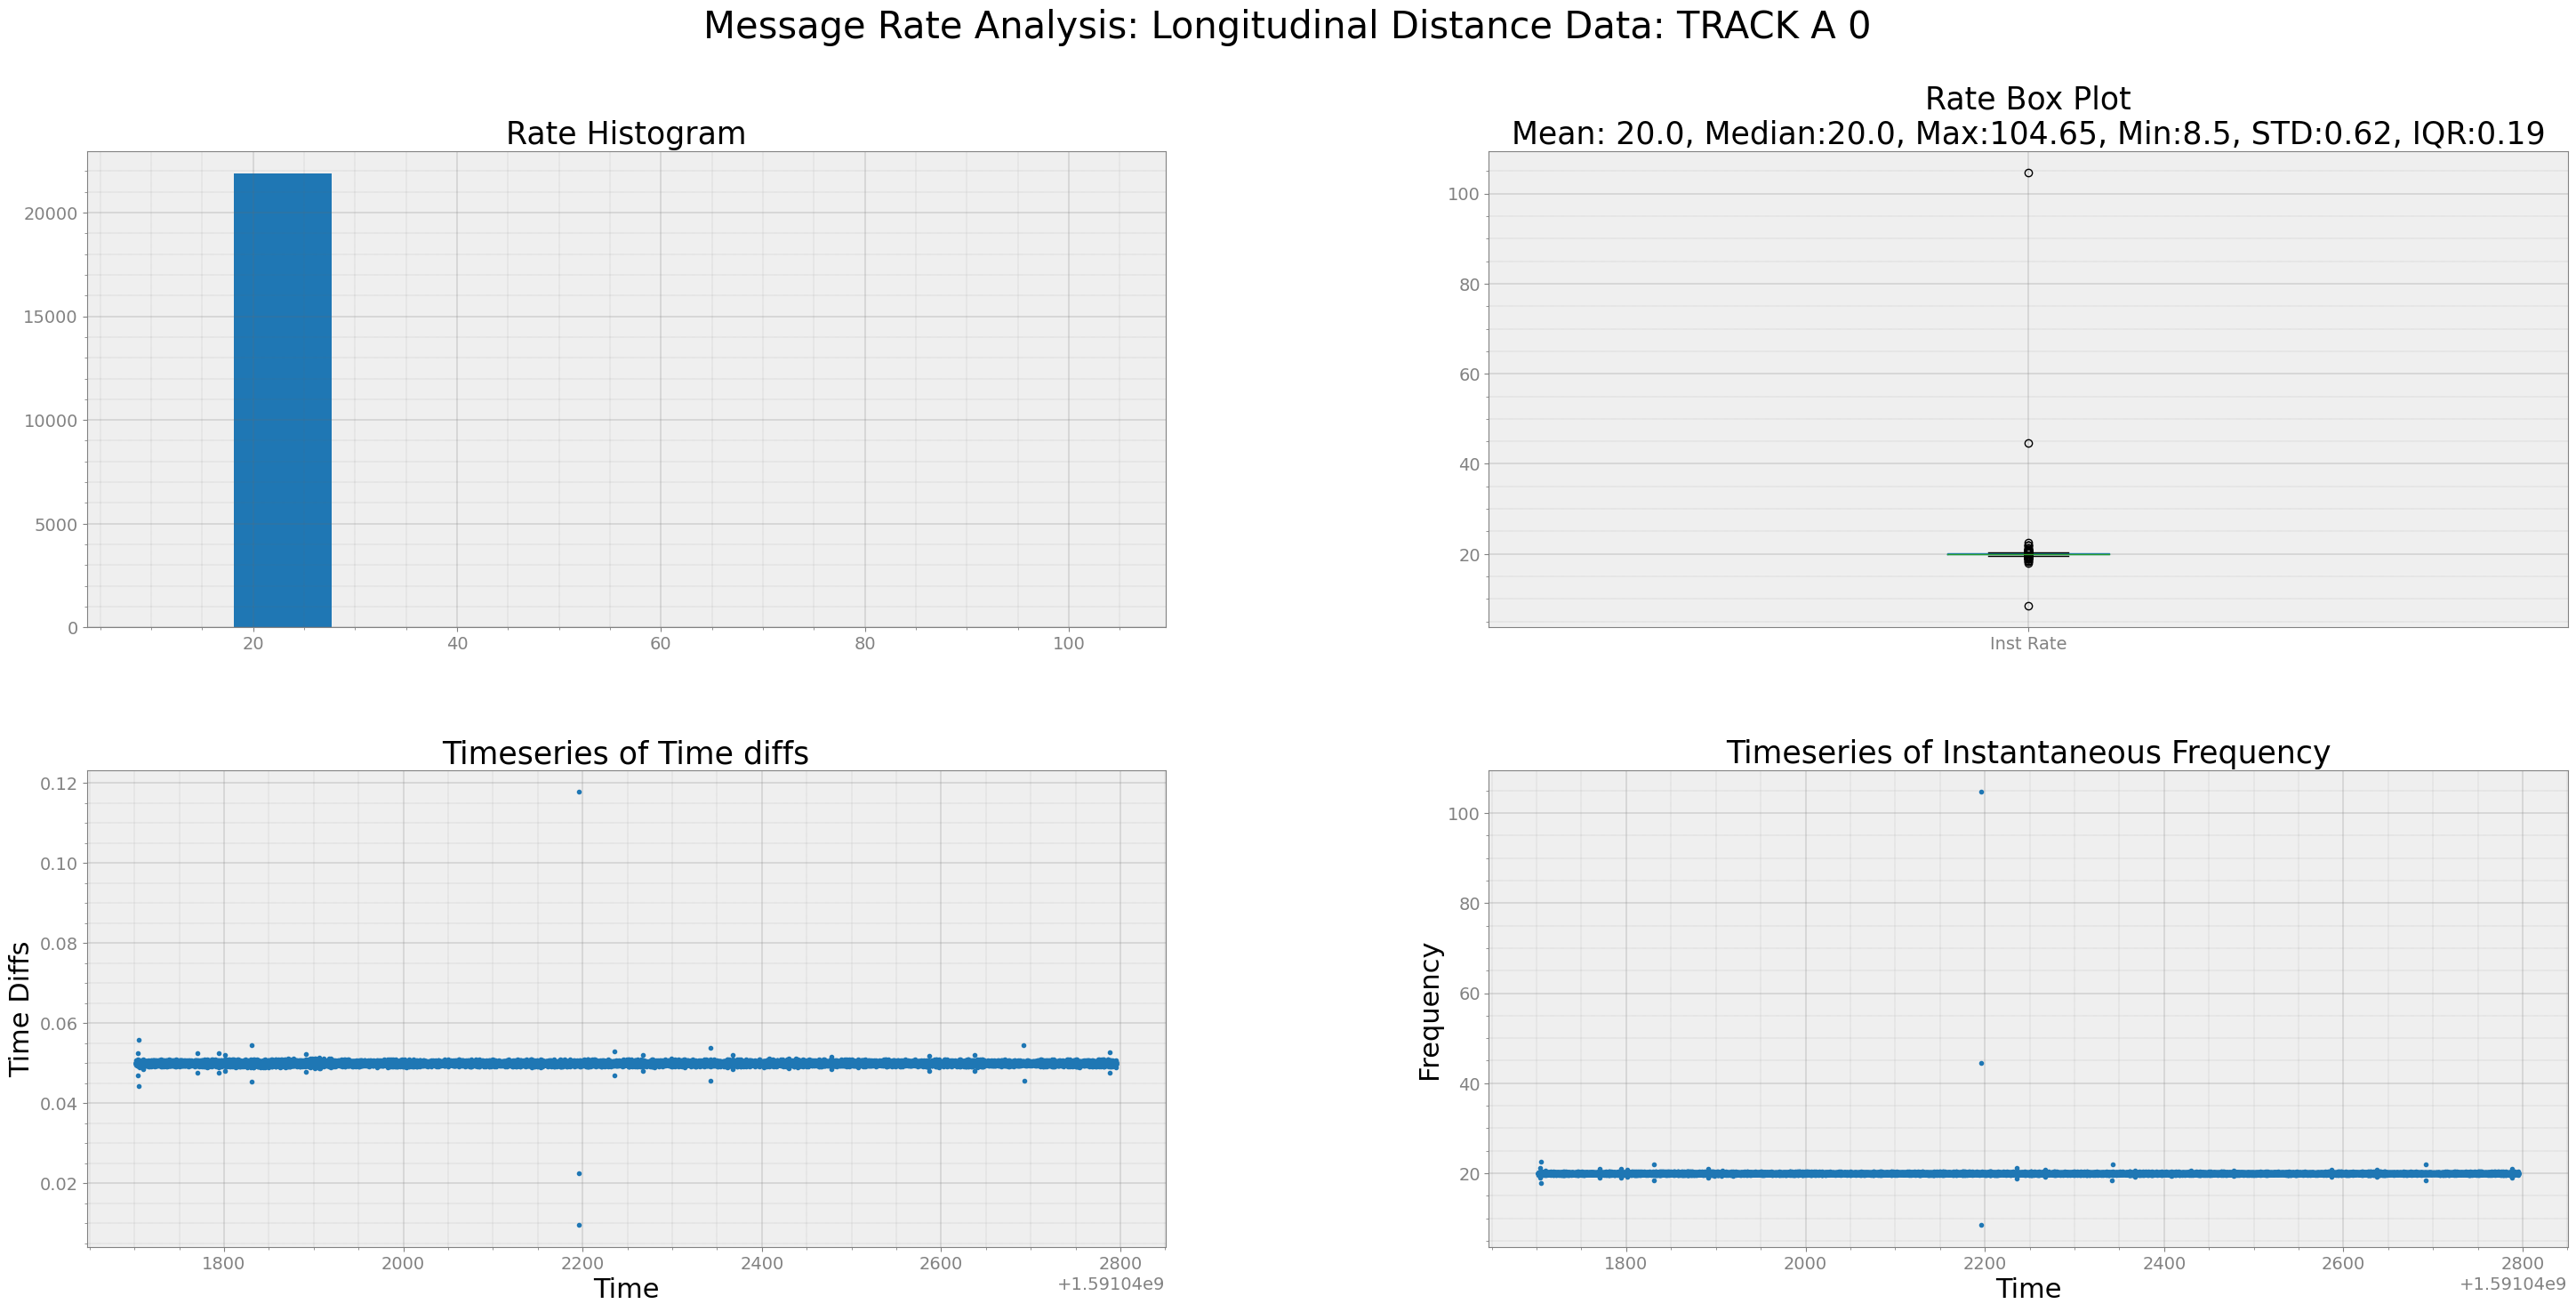 Message Rate Analysis: Longitudinal Distance Data: TRACK A 0
Rate Histogram
20000
15000
10000
5000
0
20 40 60 80 100
Rate Box Plot
Mean: 20.0, Median:20.0, Max:104.65, Min:8.5, STD:0.62, IQR:0.19
100
80
60
40
20
Inst Rate
Timeseries of Time diffs
Time Diffs
0.12
0.10
0.08
0.06
0.04
0.02
1800 2000 2200 2400 2600 2800
+1.59104e9
Time
Timeseries of Instantaneous Frequency
Frequency
100
80
60
40
20
1800 2000 2200 2400 2600 2800
+1.59104e9
Time